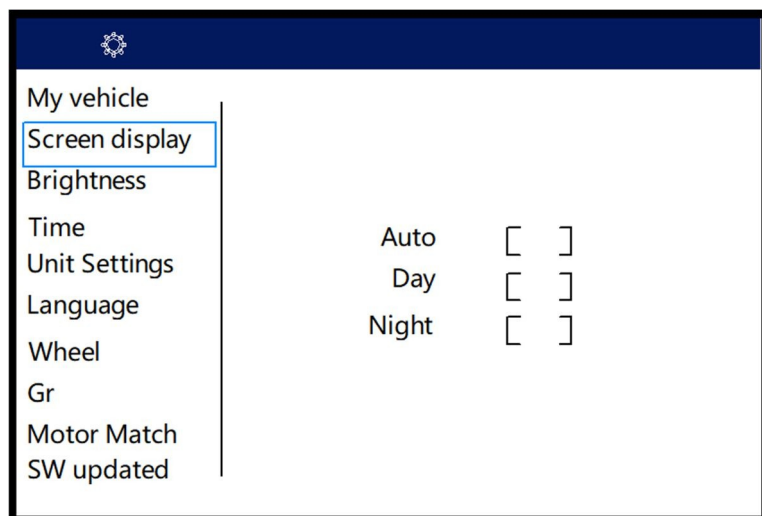 My vehicle
Screen display
Brightness
Time
Unit Settings
Language
Wheel
Gr
Motor Match
SW updated
Auto [ ]
Day [ ]
Night [ ]